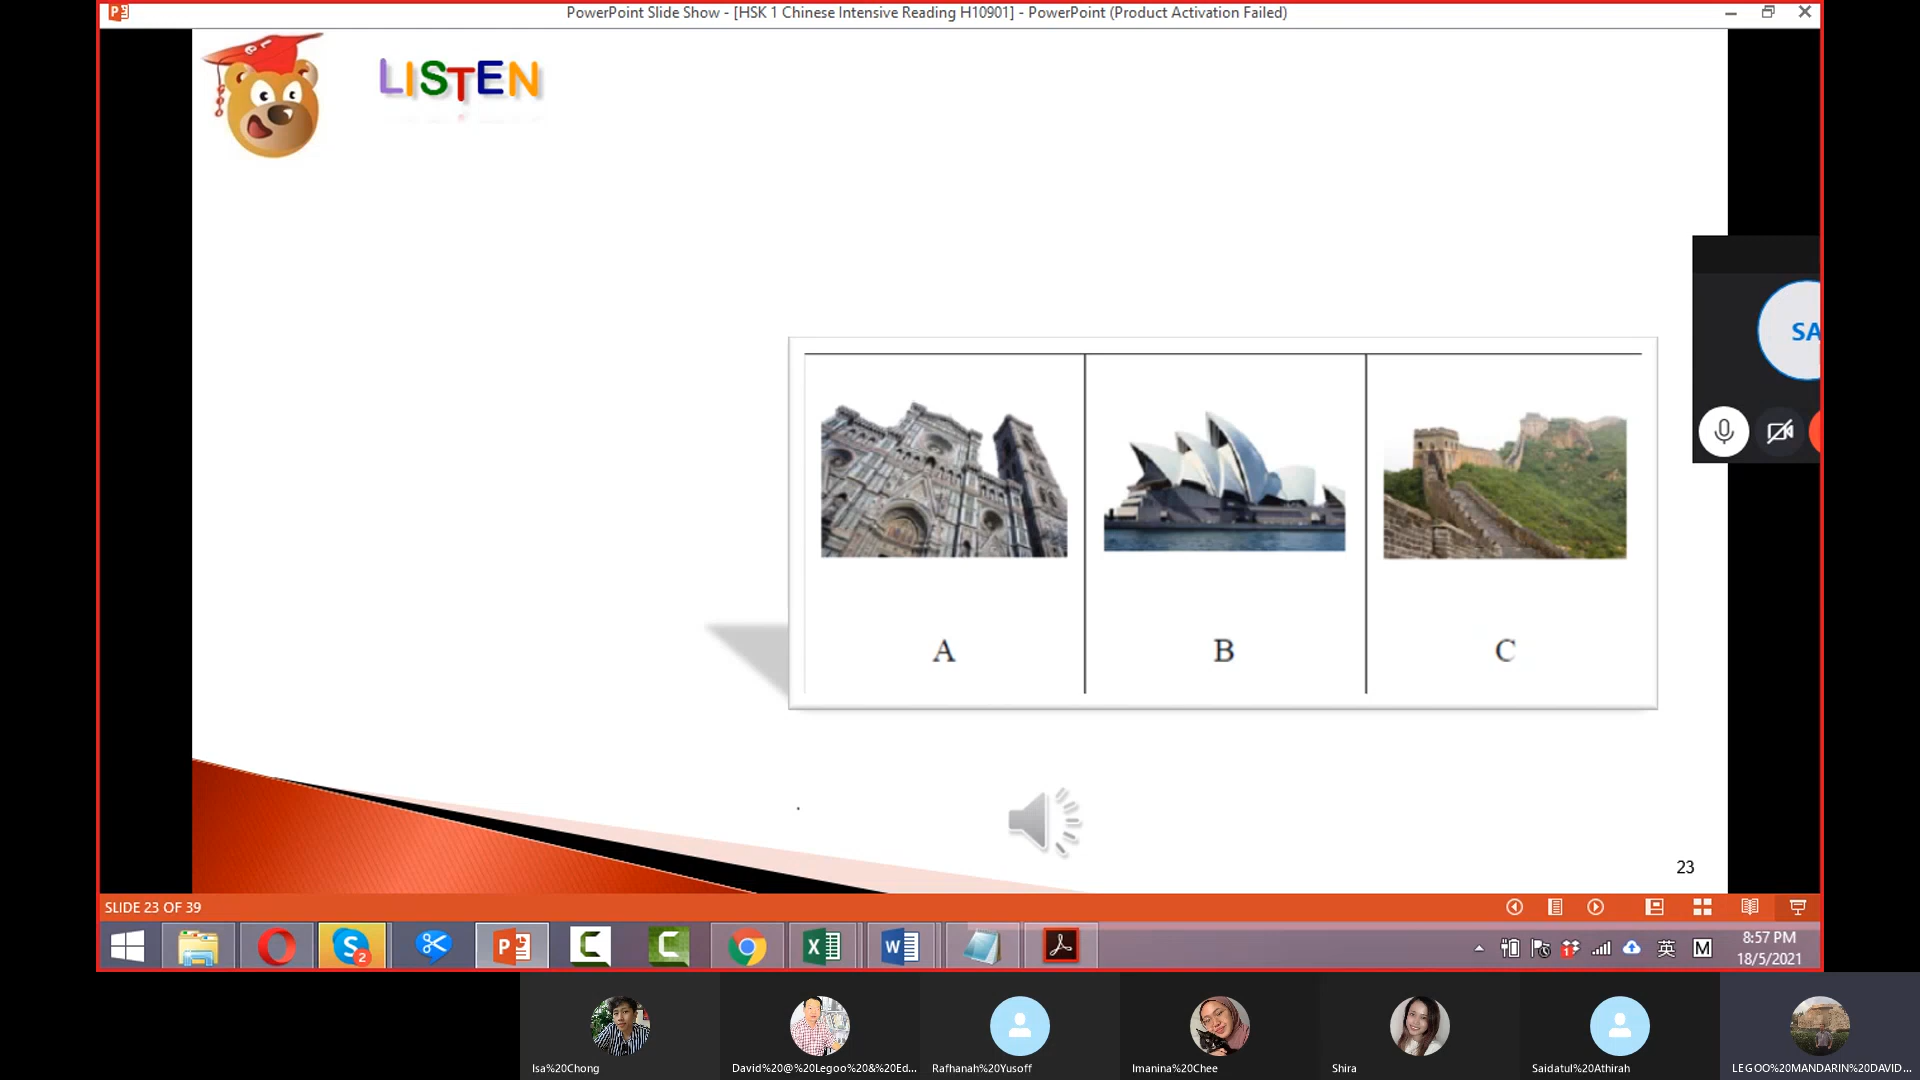 PowerPoint Slide Show - [HSK 1 Chinese Intensive Reading H10901] - PowerPoint (Product Activation Failed)
LISTEN
SA
A B C
23
SLIDE 23 OF 39
2
英 M 8:57 PM
18/5/2021
Isa%20Chong David%20@%20Legoo%20&%20Ed... Rafhanah%20Yusoff Imanina%20Chee Shira Saidatul%20Athirah LEGOO%20MANDARIN%20DAVID...